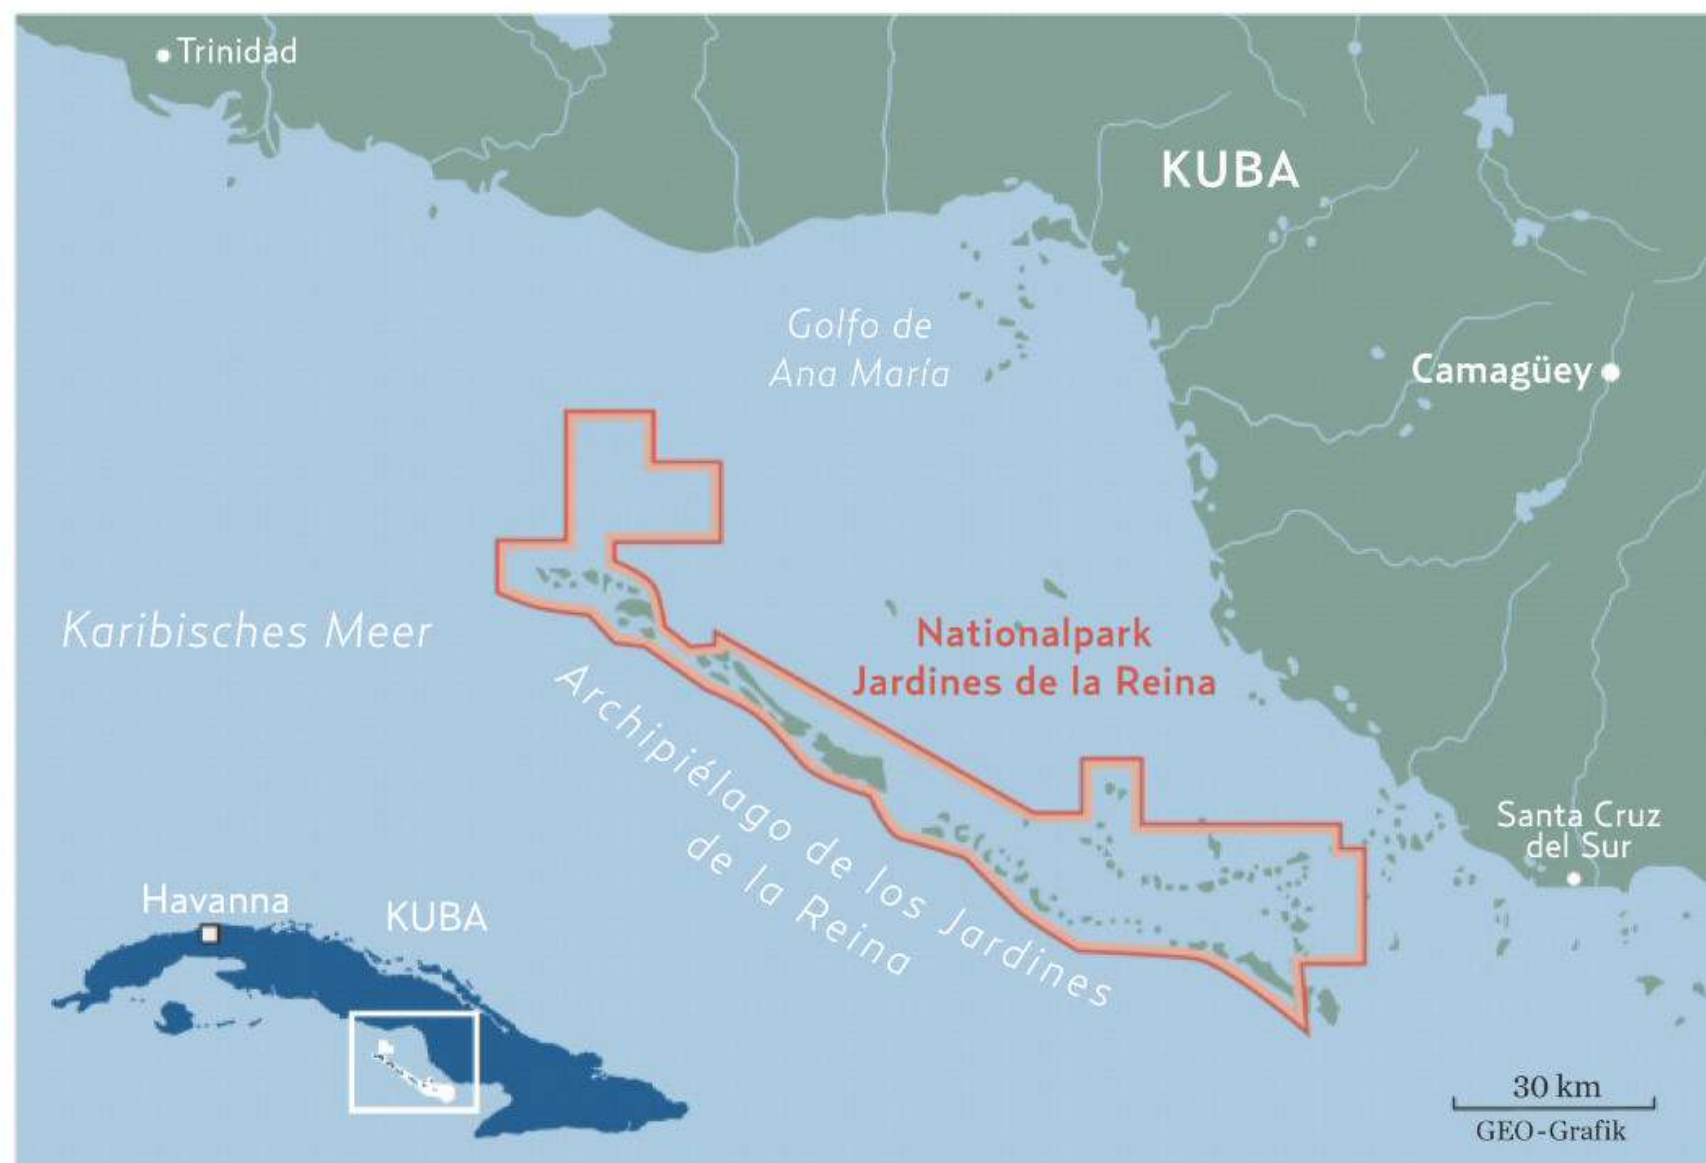 Trinidad
KUBA
Golfo de
Ana María
Camagüey
Karibisches Meer
Nationalpark
Jardines de la Reina
Archipiélago de los Jardines
de la Reina
Santa Cruz
del Sur
Havanna
KUBA
30 km
GEO-Grafik